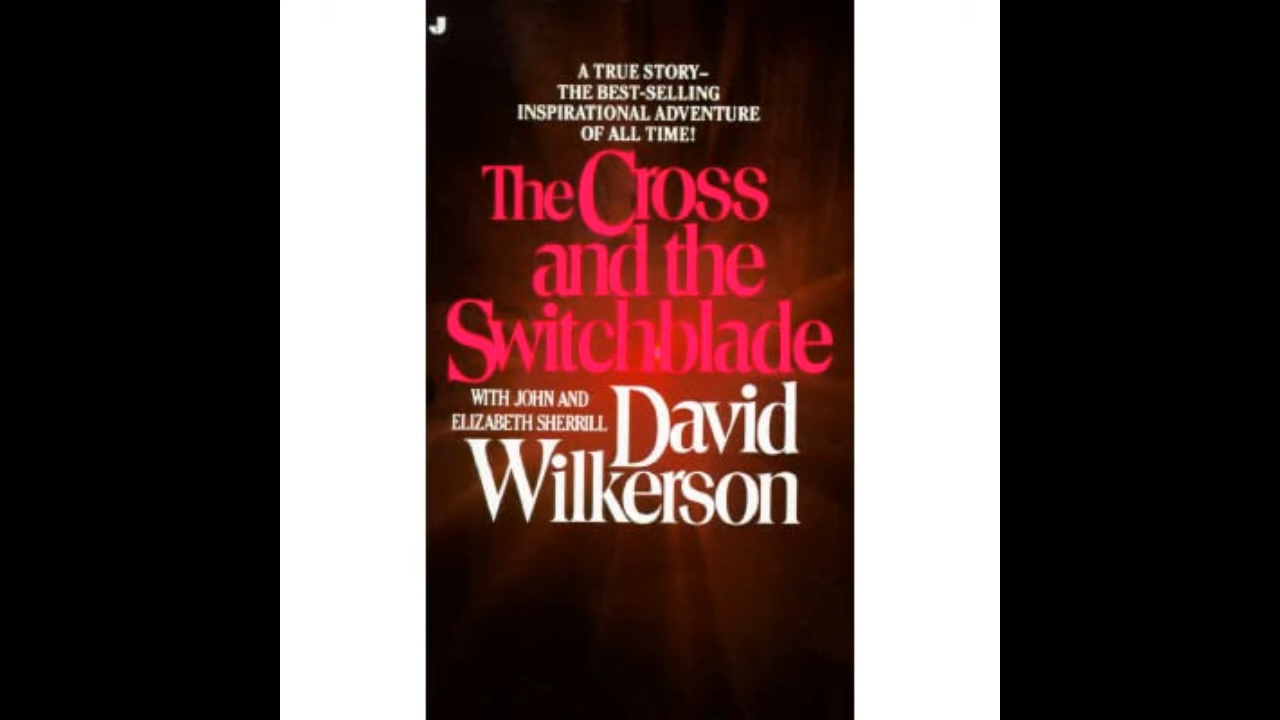 J
A TRUE STORY–
THE BEST-SELLING
INSPIRATIONAL ADVENTURE
OF ALL TIME!
The Cross
and the
Switchblade
WITH JOHN AND
ELIZABETH SHERRILL
David
Wilkerson